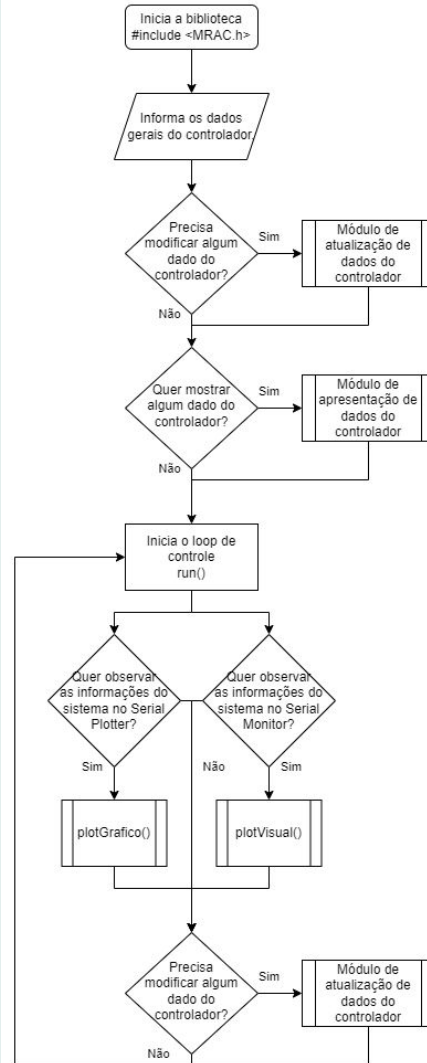 Inicia a biblioteca
#include <MRAC.h>
Informa os dados
gerais do controlador
Precisa
modificar algum
dado do
controlador?
Sim
Módulo de
atualização de
dados do
controlador
Não
Quer mostrar
algum dado do
controlador?
Sim
Módulo de
apresentação de
dados do
controlador
Não
Inicia o loop de
controle
run()
Quer observar
as informações do
sistema no Serial
Plotter?
Quer observar
as informações do
sistema no Serial
Monitor?
Sim
Não
Sim
plotGrafico()
plotVisual()
Precisa
modificar algum
dado do
controlador?
Sim
Módulo de
atualização de
dados do
controlador
Não